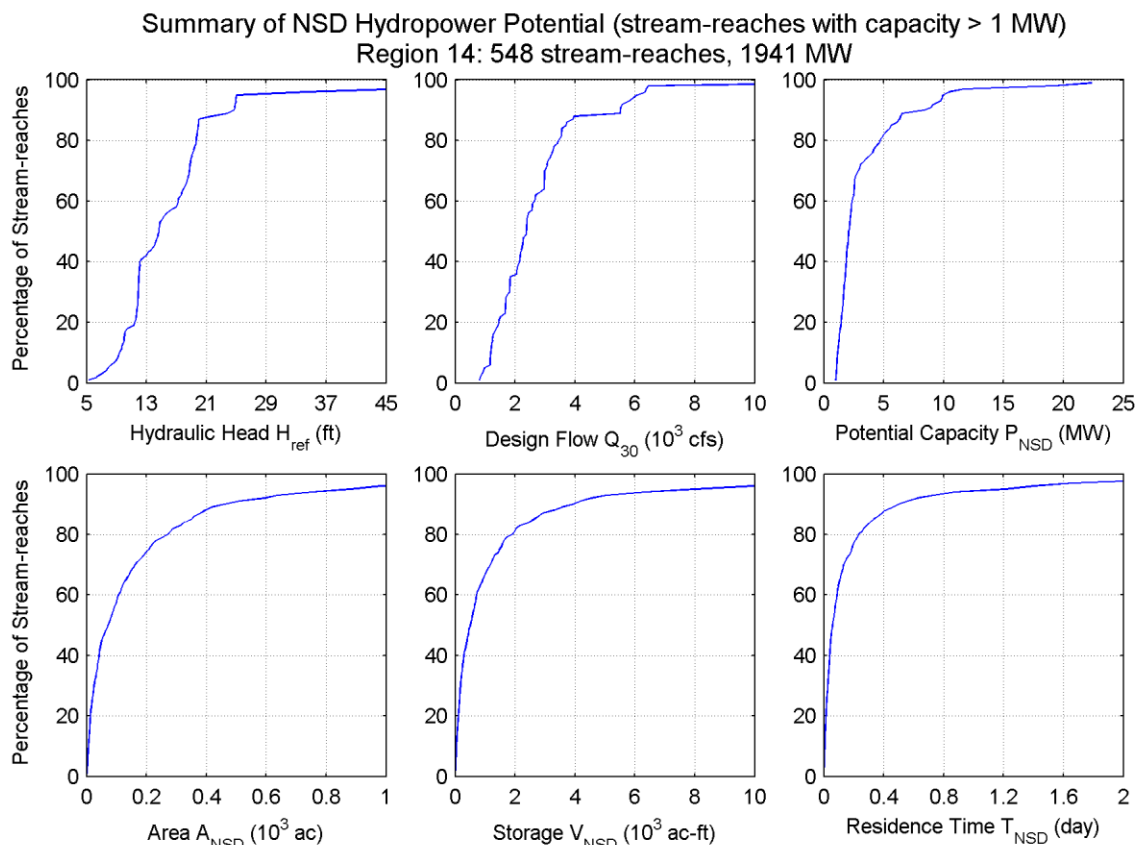 Summary of NSD Hydropower Potential (stream-reaches with capacity > 1 MW)
Region 14: 548 stream-reaches, 1941 MW
Percentage of Stream-reaches
100
80
60
40
20
0
5 13 21 29 37 45
Hydraulic Head H_ref (ft)
100
80
60
40
20
0
0 2 4 6 8 10
Design Flow Q_30 (10^3 cfs)
100
80
60
40
20
0
0 5 10 15 20 25
Potential Capacity P_NSD (MW)
Percentage of Stream-reaches
100
80
60
40
20
0
0 0.2 0.4 0.6 0.8 1
Area A_NSD (10^3 ac)
100
80
60
40
20
0
0 2 4 6 8 10
Storage V_NSD (10^3 ac-ft)
100
80
60
40
20
0
0 0.4 0.8 1.2 1.6 2
Residence Time T_NSD (day)